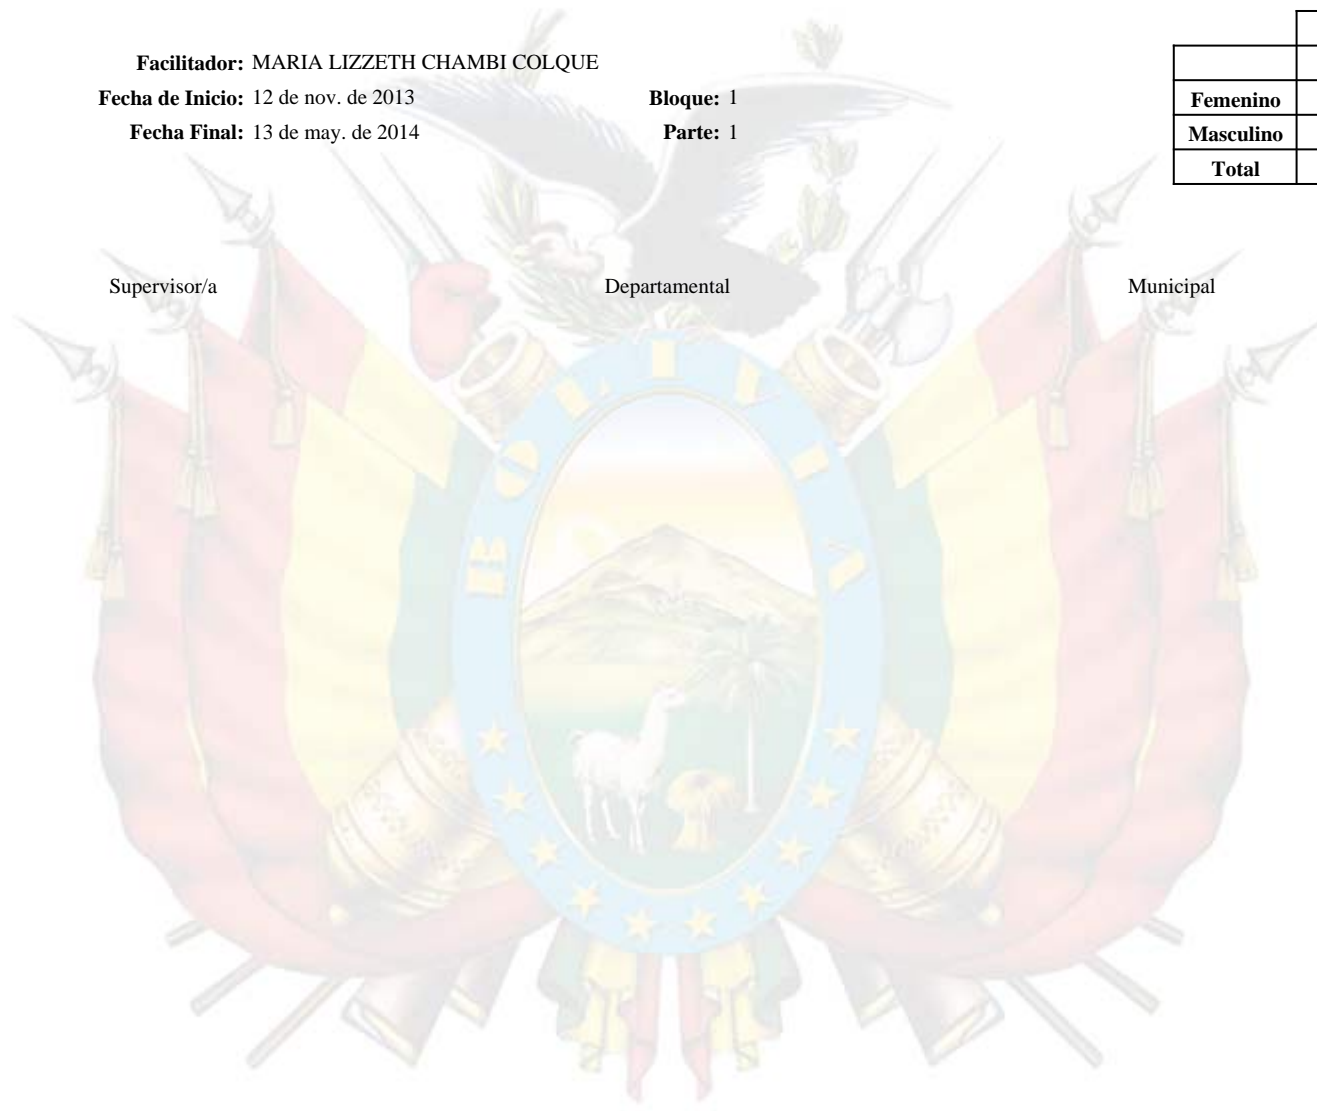 Facilitador: MARIA LIZZETH CHAMBI COLQUE
Fecha de Inicio: 12 de nov. de 2013 Bloque: 1
Fecha Final: 13 de may. de 2014 Parte: 1
Femenino
Masculino
Total
Supervisor/a Departamental Municipal
BOLIVIA